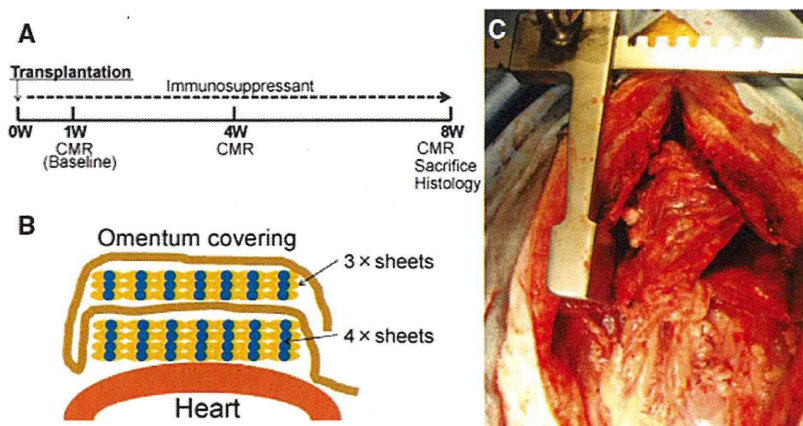 A
Transplantation
Immunosuppressant
0W 1W 4W 8W
CMR CMR CMR
(Baseline) Sacrifice
Histology
B
Omentum covering
3 × sheets
4 × sheets
Heart
C